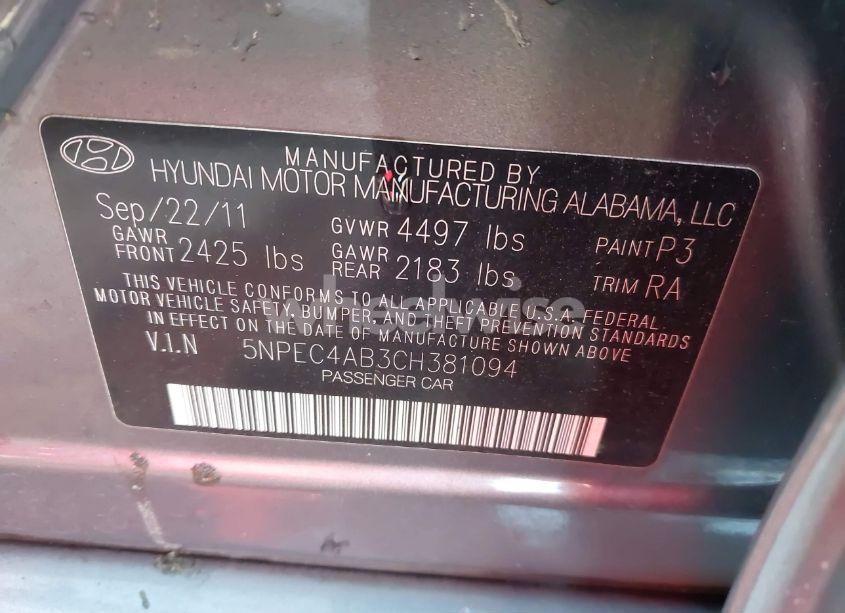 MANUFACTURED BY
HYUNDAI MOTOR MANUFACTURING ALABAMA, LLC
Sep/22/11 GVWR 4497 lbs PAINT P3
GAWR FRONT 2425 lbs GAWR REAR 2183 lbs TRIM RA
THIS VEHICLE CONFORMS TO ALL APPLICABLE U.S.A. FEDERAL
MOTOR VEHICLE SAFETY, BUMPER, AND THEFT PREVENTION STANDARDS
IN EFFECT ON THE DATE OF MANUFACTURE SHOWN ABOVE
V.I.N 5NPEC4AB3CH381094
PASSENGER CAR
wheelwise